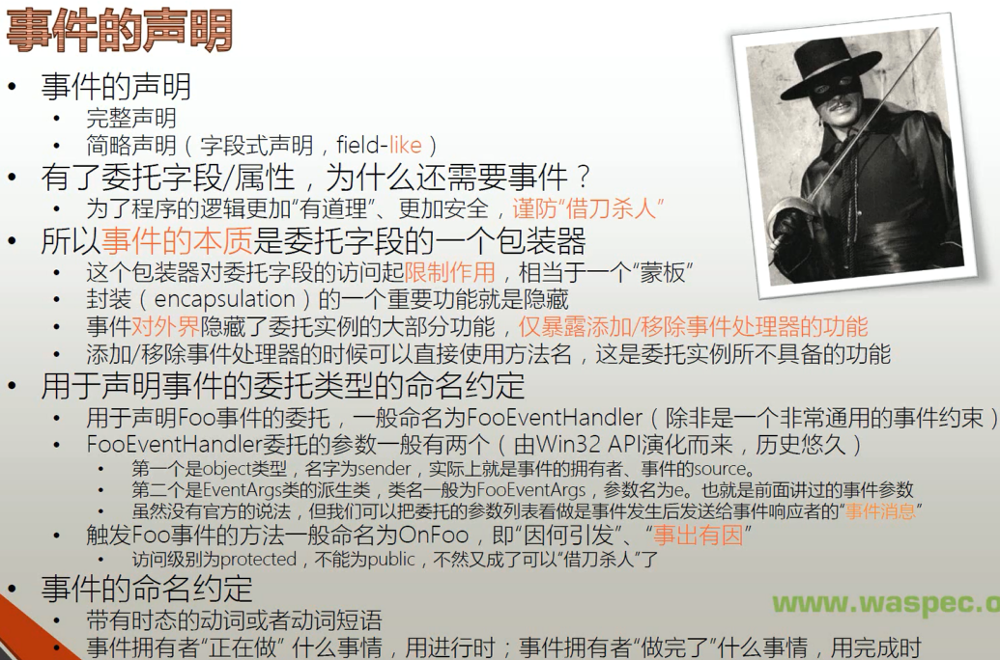 事件的声明
• 事件的声明
• 完整声明
• 简略声明（字段式声明，field-like）
• 有了委托字段/属性，为什么还需要事件？
• 为了程序的逻辑更加“有道理”、更加安全，谨防“借刀杀人”
• 所以事件的本质是委托字段的一个包装器
• 这个包装器对委托字段的访问起限制作用，相当于一个“蒙板”
• 封装（encapsulation）的一个重要功能就是隐藏
• 事件对外界隐藏了委托实例的大部分功能，仅暴露添加/移除事件处理器的功能
• 添加/移除事件处理器的时候可以直接使用方法名，这是委托实例所不具备的功能
• 用于声明事件的委托类型的命名约定
• 用于声明Foo事件的委托，一般命名为FooEventHandler（除非是一个非常通用的事件约束）
• FooEventHandler委托的参数一般有两个（由Win32 API演化而来，历史悠久）
• 第一个是object类型，名字为sender，实际上就是事件的拥有者、事件的source。
• 第二个是EventArgs类的派生类，类名一般为FooEventArgs，参数名为e。也就是前面讲过的事件参数
• 虽然没有官方的说法，但我们可以把委托的参数列表看做是事件发生后发送给事件响应者的“事件消息”
• 触发Foo事件的方法一般命名为OnFoo，即“因何引发”、“事出有因”
• 访问级别为protected，不能为public，不然又成了可以“借刀杀人”了
• 事件的命名约定
• 带有时态的动词或者动词短语
• 事件拥有者“正在做” 什么事情，用进行时；事件拥有者“做完了”什么事情，用完成时
www.waspec.o